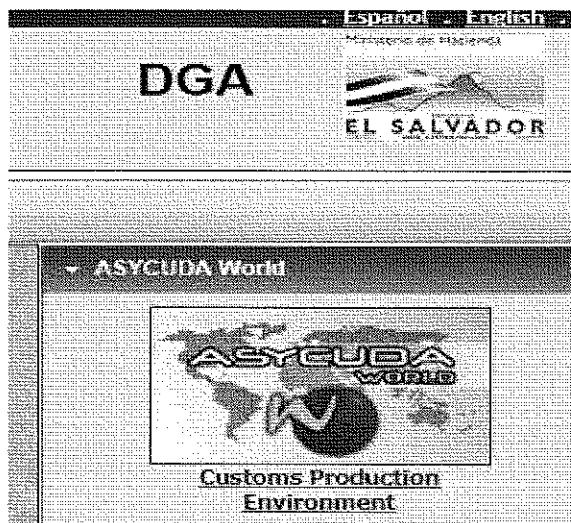 . Español . English .
Ministerio de Hacienda
DGA
EL SALVADOR
ASYCUDA World
ASYCUDA
WORLD
Customs Production
Environment